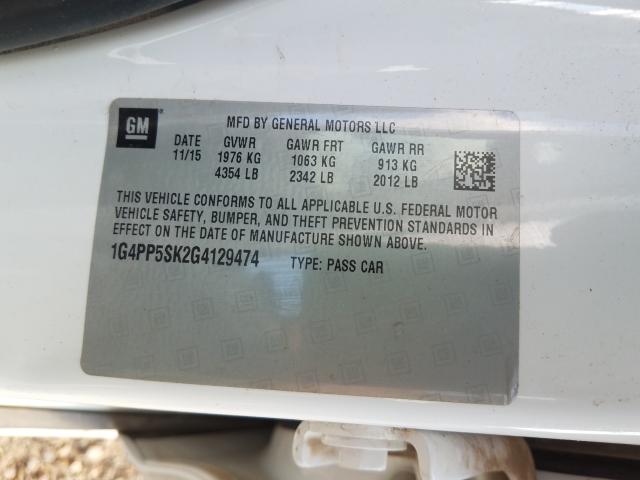 GM
MFD BY GENERAL MOTORS LLC
DATE GVWR GAWR FRT GAWR RR
11/15 1976 KG 1063 KG 913 KG
4354 LB 2342 LB 2012 LB
THIS VEHICLE CONFORMS TO ALL APPLICABLE U.S. FEDERAL MOTOR
VEHICLE SAFETY, BUMPER, AND THEFT PREVENTION STANDARDS IN
EFFECT ON THE DATE OF MANUFACTURE SHOWN ABOVE.
1G4PP5SK2G4129474 TYPE: PASS CAR